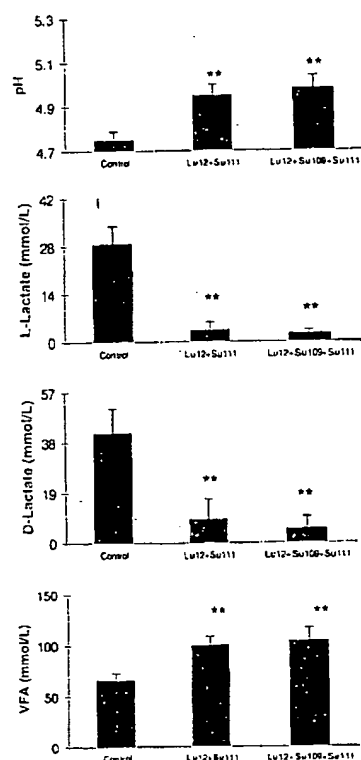 5.3
5.1
4.9
4.7
pH
**
**
Control
Lu12+Su111
Lu12+Su109+Su111
42
28
14
0
L-Lactate (mmol/L)
**
**
Control
Lu12+Su111
Lu12+Su109+Su111
57
38
19
0
D-Lactate (mmol/L)
**
**
Control
Lu12+Su111
Lu12+Su109+Su111
150
100
50
0
VFA (mmol/L)
**
**
Control
Lu12+Su111
Lu12+Su109+Su111